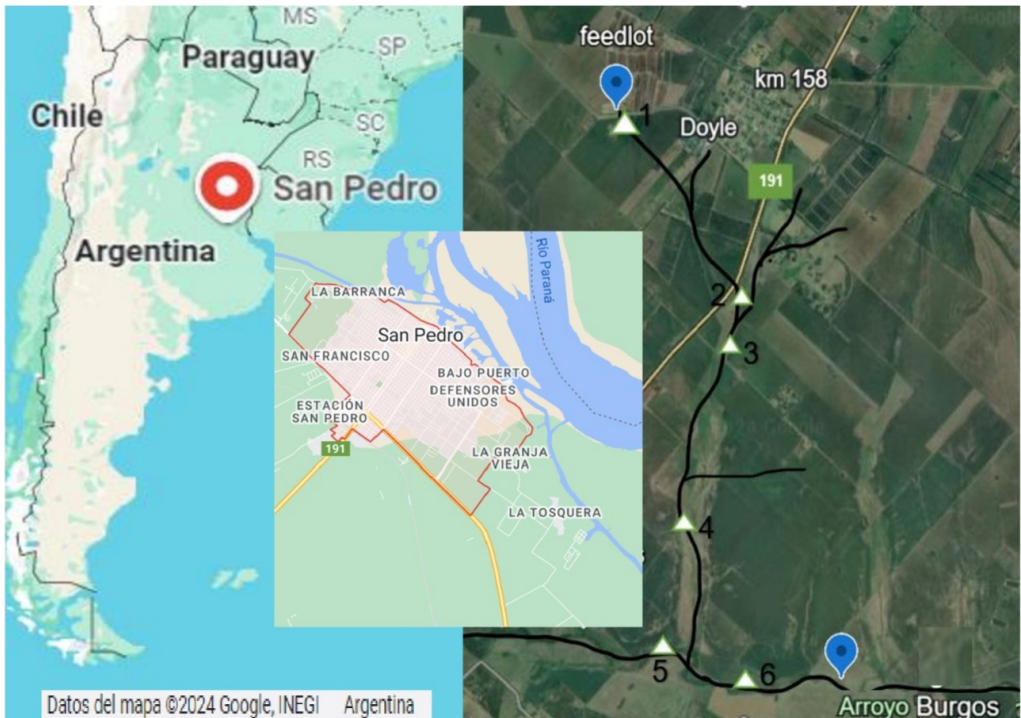 MS
Paraguay
SP
Chile
SC
RS
San Pedro
Argentina
LA BARRANCA
Río Paraná
San Pedro
SAN FRANCISCO
BAJO PUERTO
DEFENSORES
UNIDOS
ESTACIÓN
SAN PEDRO
191
LA GRANJA
VIEJA
LA TOSQUERA
Datos del mapa ©2024 Google, INEGI Argentina
feedlot
km 158
1
Doyle
191
2
3
4
5
6
Arroyo Burgos